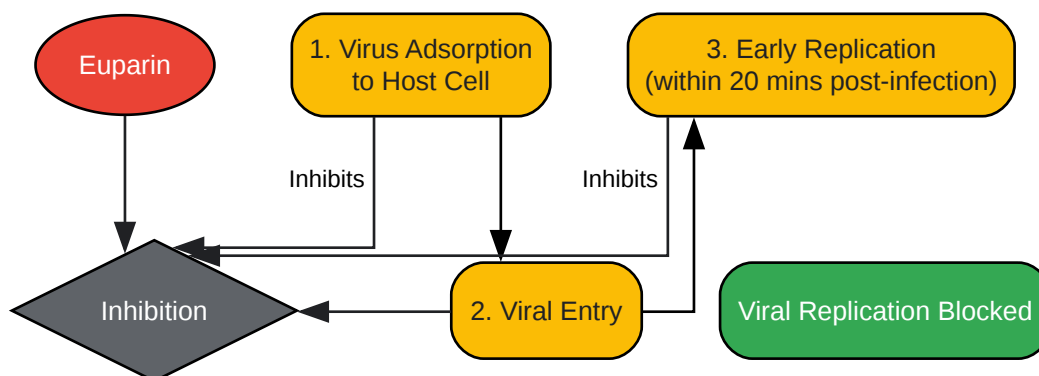 Euparin
1. Virus Adsorption
to Host Cell
3. Early Replication
(within 20 mins post-infection)
Inhibits
Inhibits
Inhibition
2. Viral Entry
Viral Replication Blocked